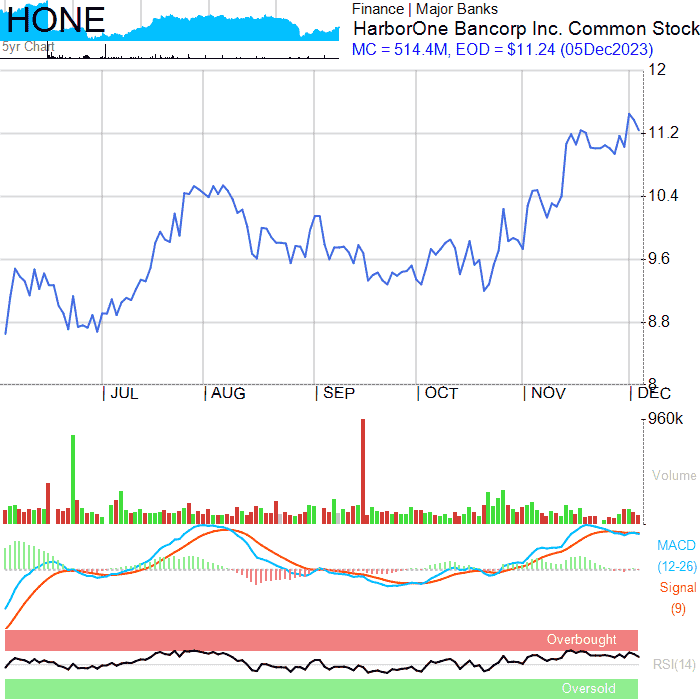 HONE
5yr Chart
Finance | Major Banks
HarborOne Bancorp Inc. Common Stock
MC = 514.4M, EOD = $11.24 (05Dec2023)
12
11.2
10.4
9.6
8.8
8
JUL AUG SEP OCT NOV DEC
960k
Volume
MACD
(12-26)
Signal
(9)
Overbought
RSI(14)
Oversold